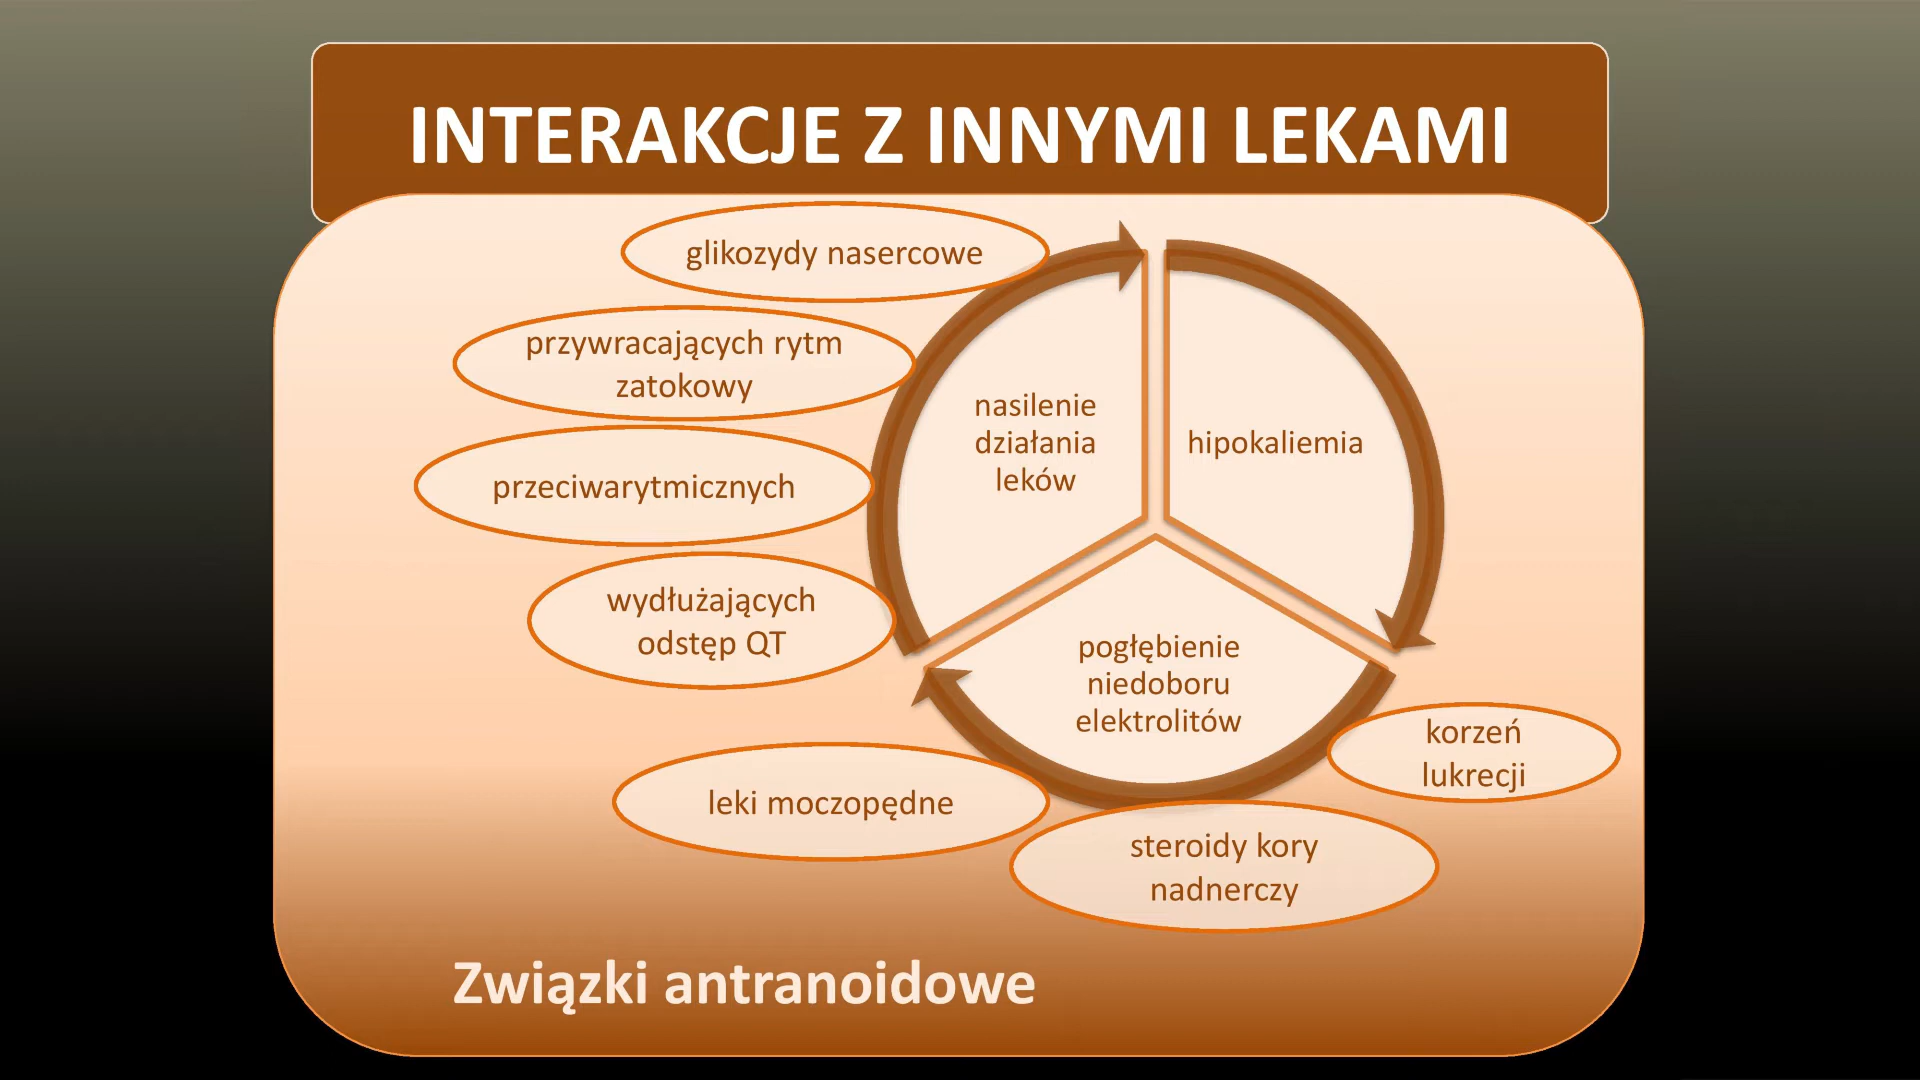 INTERAKCJE Z INNYMI LEKAMI
glikozydy nasercowe
przywracających rytm
zatokowy
przeciwarytmicznych
wydłużających
odstęp QT
nasilenie
działania
leków
hipokaliemia
pogłębienie
niedoboru
elektrolitów
korzeń
lukrecji
leki moczopędne
steroidy kory
nadnerczy
Związki antranoidowe